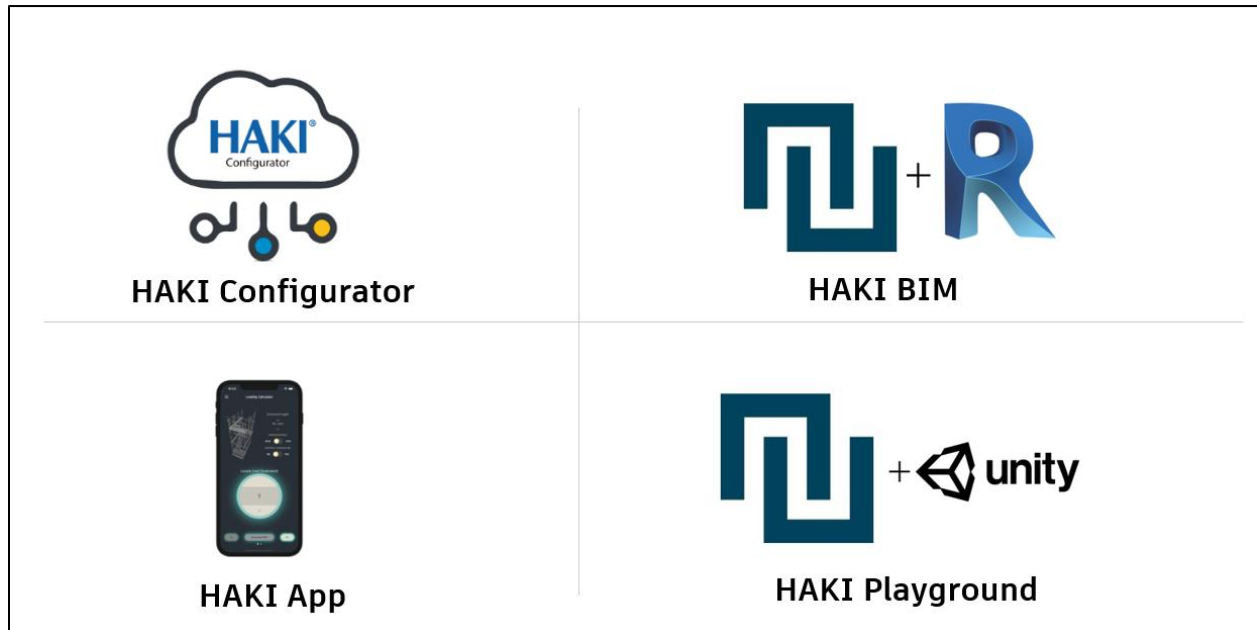 HAKI®
Configurator
HAKI Configurator
+ R
HAKI BIM
HAKI App
+ unity
HAKI Playground